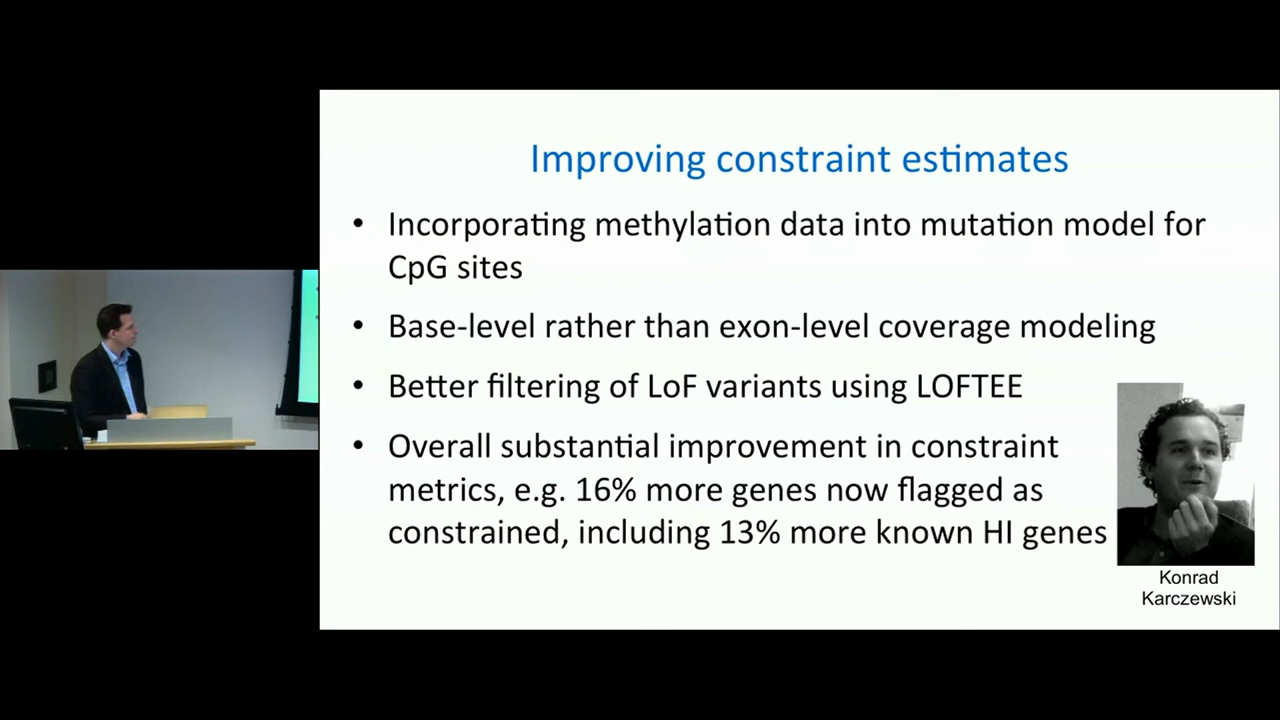 Improving constraint estimates
• Incorporating methylation data into mutation model for
CpG sites
• Base-level rather than exon-level coverage modeling
• Better filtering of LoF variants using LOFTEE
• Overall substantial improvement in constraint
metrics, e.g. 16% more genes now flagged as
constrained, including 13% more known HI genes
Konrad
Karczewski